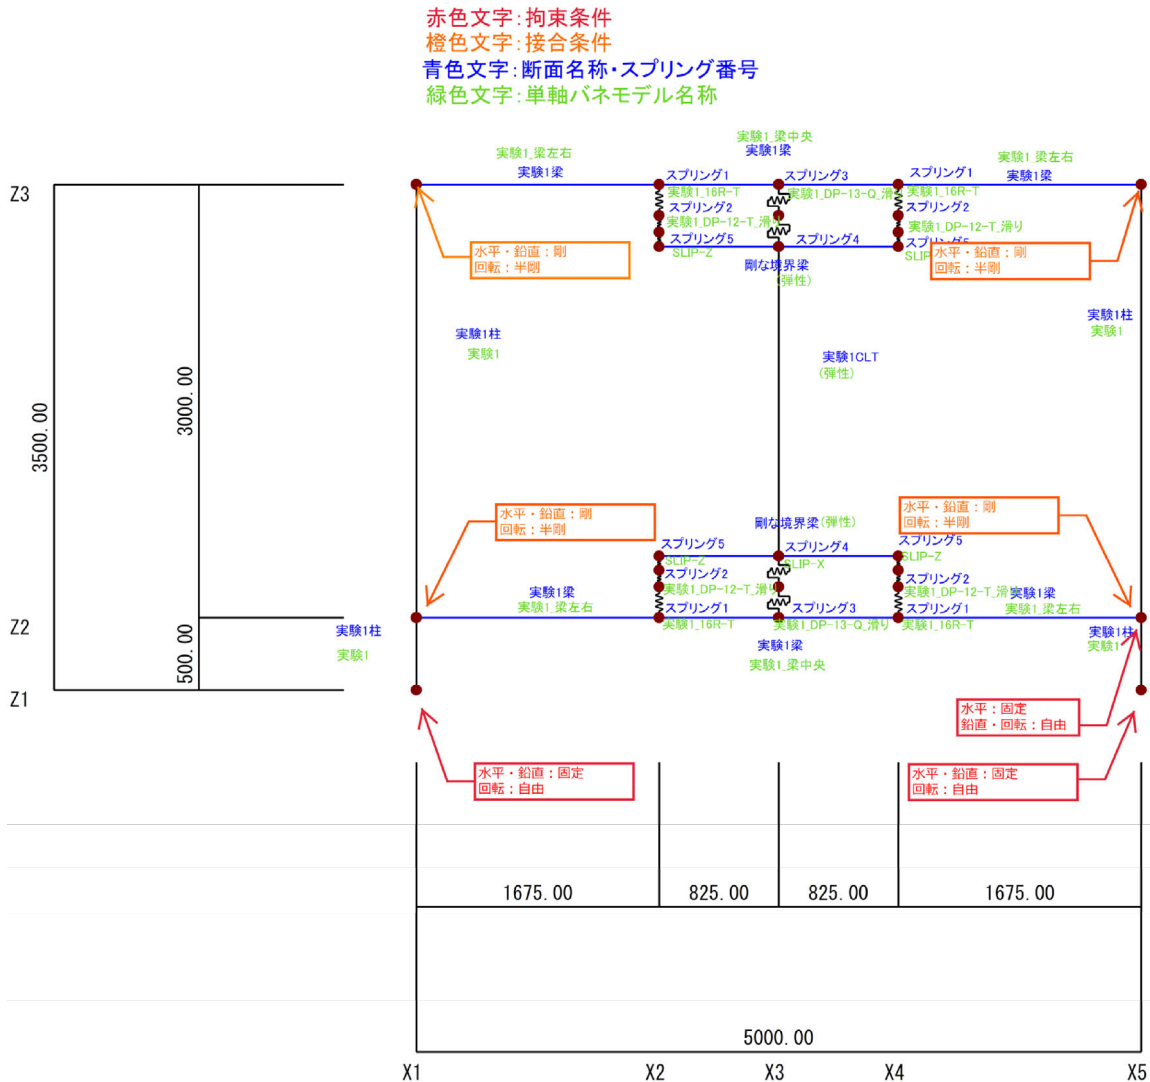 赤色文字：拘束条件
橙色文字：接合条件
青色文字：断面名称・スプリング番号
緑色文字：単軸バネモデル名称
実験1_梁中央
実験1_梁左右
実験1梁
実験1_梁左右
実験1梁
スプリング1
スプリング3
スプリング1
実験1梁
Z3
実験1_16R-T
実験1_DP-13-Q_滑り
実験1_16R-T
スプリング2
スプリング2
実験1_DP-12-T_滑り
実験1_DP-12-T_滑り
スプリング5
スプリング4
スプリング5
水平・鉛直：剛
回転：半剛
SLIP-Z
SLIP
水平・鉛直：剛
回転：半剛
剛な境界梁
(弾性)
実験1柱
実験1
実験1柱
実験1
実験1CLT
(弾性)
3000.00
3500.00
水平・鉛直：剛
回転：半剛
水平・鉛直：剛
回転：半剛
剛な境界梁
(弾性)
スプリング5
スプリング4
スプリング5
SLIP-Z
SLIP-X
SLIP-Z
スプリング2
スプリング2
実験1_DP-12-T_滑り
実験1_DP-12-T_滑り
実験1梁
実験1梁
実験1_梁左右
スプリング1
スプリング3
スプリング1
実験1_梁左右
Z2
実験1_16R-T
実験1_DP-13-Q_滑り
実験1_16R-T
実験1柱
実験1
実験1梁
実験1_梁中央
実験1柱
実験1
500.00
Z1
水平：固定
鉛直・回転：自由
水平・鉛直：固定
回転：自由
水平・鉛直：固定
回転：自由
1675.00
825.00
825.00
1675.00
5000.00
X1
X2
X3
X4
X5